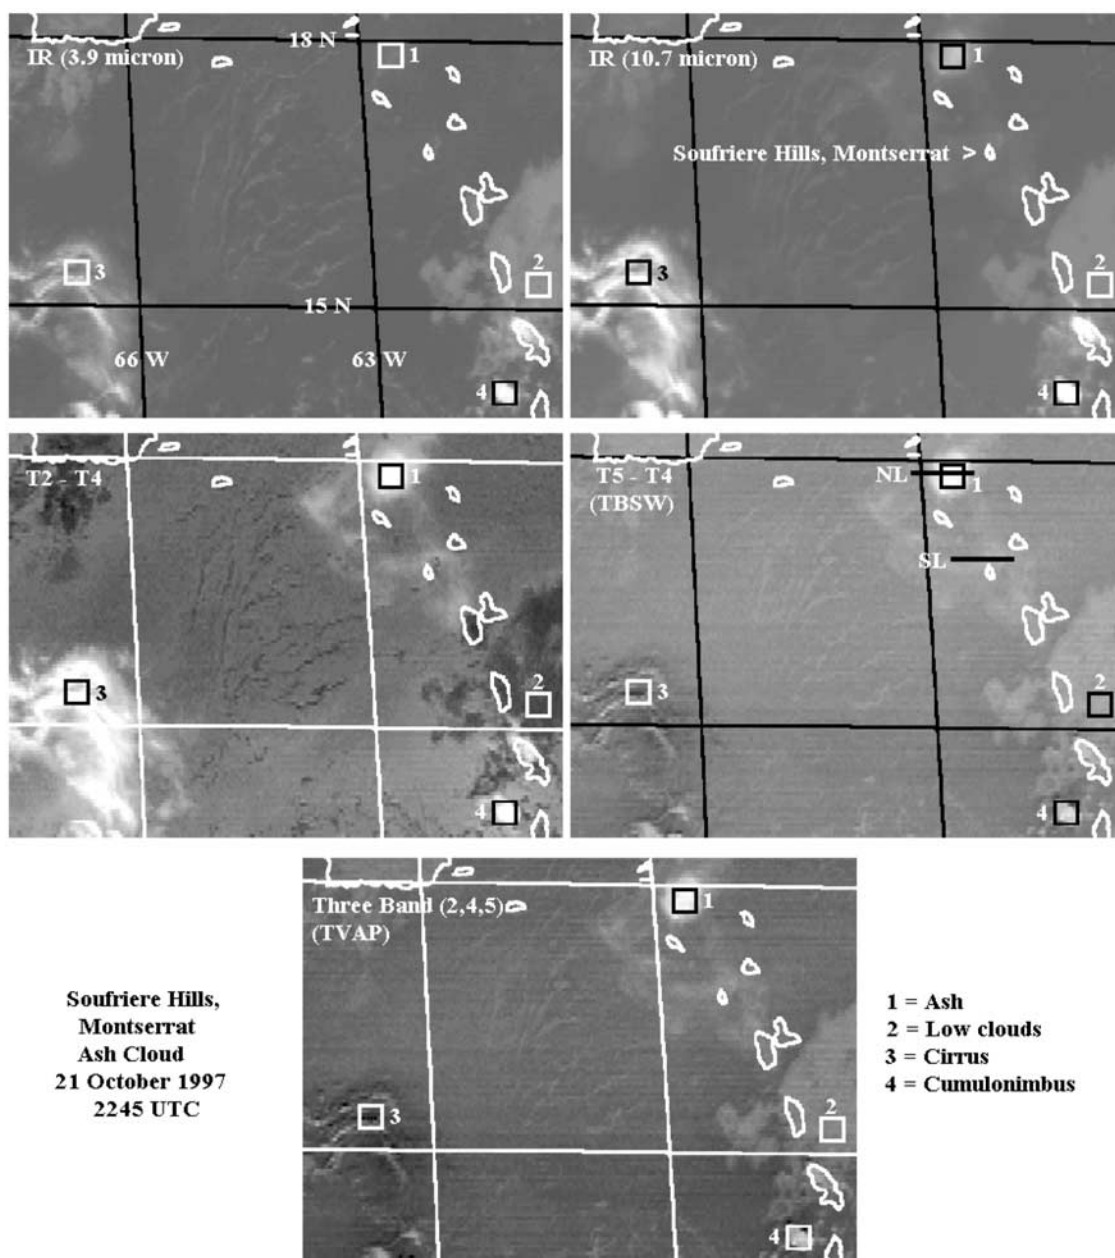 18 N
IR (3.9 micron)
1
2
3
15 N
66 W
63 W
4
IR (10.7 micron)
1
Soufriere Hills, Montserrat >
2
3
4
T2 - T4
1
2
3
4
T5 - T4
(TBSW)
NL
1
SL
2
3
4
Three Band (2,4,5)
(TVAP)
1
2
3
4
Soufriere Hills,
Montserrat
Ash Cloud
21 October 1997
2245 UTC
1 = Ash
2 = Low clouds
3 = Cirrus
4 = Cumulonimbus